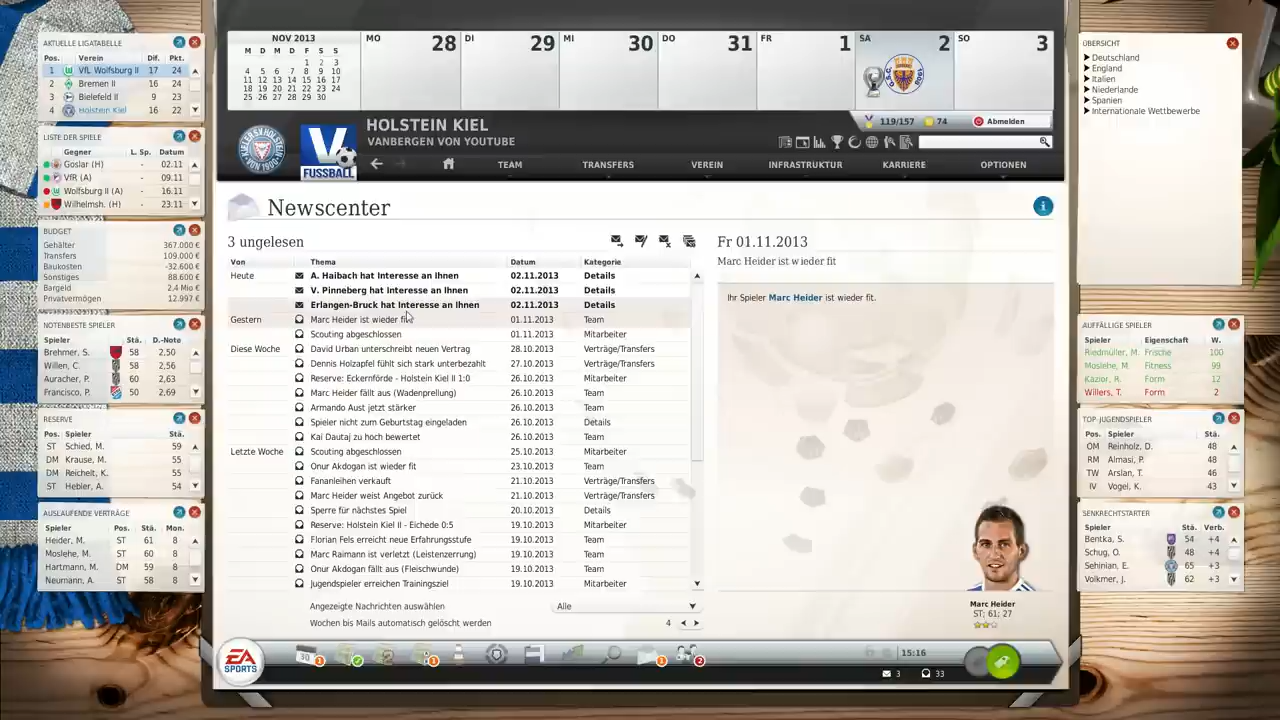 AKTUELLE LIGATABELLE
Pos. Verein Dif. Pkt.
1 VfL Wolfsburg II 17 24
2 Bremen II 16 24
3 Bielefeld II 9 23
4 Holstein Kiel 16 22
LISTE DER SPIELE
Gegner L. Sp. Datum
Goslar (H) - 02.11
VfR (A) - 09.11
Wolfsburg II (A) - 16.11
Wilhelmsh. (H) - 23.11
BUDGET
Gehälter 367.000 €
Transfers 109.000 €
Baukosten -32.600 €
Sonstiges 88.600 €
Bargeld 2,4 Mio €
Privatvermögen 12.997 €
NOTENBESTE SPIELER
Spieler Stä. D.-Note
Brehmer, S. 58 2,50
Willen, C. 58 2,56
Auracher, P. 60 2,63
Francisco, P. 50 2,69
RESERVE
Pos. Spieler Stä.
ST Schied, M. 59
DM Krause, M. 55
DM Reichelt, K. 55
ST Hebler, A. 54
AUSLAUFENDE VERTRÄGE
Spieler Pos. Stä. Mon.
Heider, M. ST 61 8
Moslehe, M. ST 60 8
Hartmann, M. DM 59 8
Neumann, A. ST 58 8
NOV 2013
M D M D F S S
1 2 3
4 5 6 7 8 9 10
11 12 13 14 15 16 17
18 19 20 21 22 23 24
25 26 27 28 29 30
MO 28
DI 29
MI 30
DO 31
FR 1
SA 2
SO 3
119/157 74 Abmelden
HOLSTEIN KIEL
VANBERGEN VON YOUTUBE
V
FUSSBALL
TEAM TRANSFERS VEREIN INFRASTRUKTUR KARRIERE OPTIONEN
Newscenter
3 ungelesen
Von Thema Datum Kategorie
Heute A. Haibach hat Interesse an Ihnen 02.11.2013 Details
V. Pinneberg hat Interesse an Ihnen 02.11.2013 Details
Erlangen-Bruck hat Interesse an Ihnen 02.11.2013 Details
Gestern Marc Heider ist wieder fit 01.11.2013 Team
Scouting abgeschlossen 01.11.2013 Mitarbeiter
Diese Woche David Urban unterschreibt neuen Vertrag 28.10.2013 Verträge/Transfers
Dennis Holzapfel fühlt sich stark unterbezahlt 27.10.2013 Verträge/Transfers
Reserve: Eckernförde - Holstein Kiel II 1:0 26.10.2013 Mitarbeiter
Marc Heider fällt aus (Wadenprellung) 26.10.2013 Team
Armando Aust jetzt stärker 26.10.2013 Team
Spieler nicht zum Geburtstag eingeladen 26.10.2013 Details
Kai Dautaj zu hoch bewertet 26.10.2013 Team
Letzte Woche Scouting abgeschlossen 25.10.2013 Mitarbeiter
Onur Akdogan ist wieder fit 23.10.2013 Team
Fananleihen verkauft 21.10.2013 Verträge/Transfers
Marc Heider weist Angebot zurück 21.10.2013 Verträge/Transfers
Sperre für nächstes Spiel 20.10.2013 Details
Reserve: Holstein Kiel II - Eichede 0:5 19.10.2013 Mitarbeiter
Florian Fels erreicht neue Erfahrungsstufe 19.10.2013 Team
Marc Raimann ist verletzt (Leistenzerrung) 19.10.2013 Team
Onur Akdogan fällt aus (Fleischwunde) 19.10.2013 Team
Jugendspieler erreichen Trainingsziel 19.10.2013 Mitarbeiter
Angezeigte Nachrichten auswählen Alle
Wochen bis Mails automatisch gelöscht werden 4
Fr 01.11.2013
Marc Heider ist wieder fit
Ihr Spieler Marc Heider ist wieder fit.
Marc Heider
ST; 61; 27
EA
SPORTS
30
15:16
3 33
ÜBERSICHT
Deutschland
England
Italien
Niederlande
Spanien
Internationale Wettbewerbe
AUFFÄLLIGE SPIELER
Spieler Eigenschaft W.
Riedmüller, M. Frische 100
Moslehe, M. Fitness 99
Kazior, R. Form 12
Willers, T. Form 2
TOP-JUGENDSPIELER
Pos. Spieler Stä.
OM Reinholz, D. 48
RM Almasi, P. 48
TW Arslan, T. 46
IV Vogel, K. 43
SENKRECHTSTARTER
Spieler Stä. Verb.
Bentka, S. 54 +4
Schug, O. 48 +4
Sehinian, E. 65 +3
Volkmer, J. 62 +3